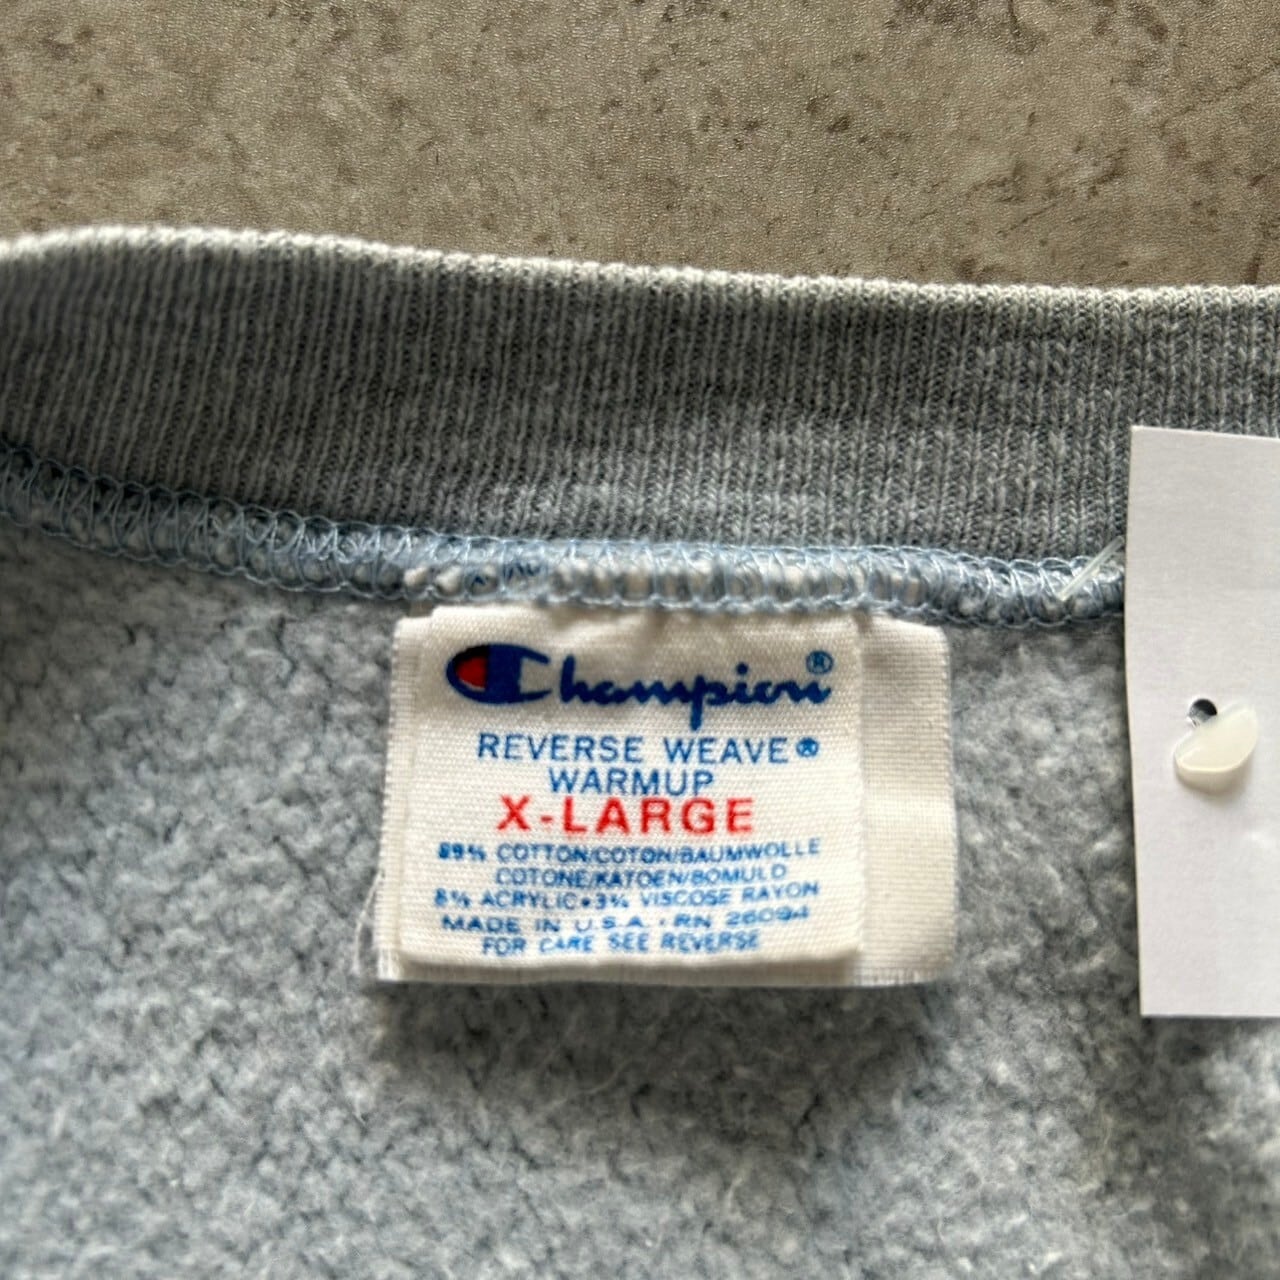 Champion®
REVERSE WEAVE®
WARMUP
X-LARGE
89% COTTON/COTON/BAUMWOLLE
COTONE/KATOEN/BOMULD
8% ACRYLIC•3% VISCOSE RAYON
MADE IN U.S.A. • RN 26094
FOR CARE SEE REVERSE